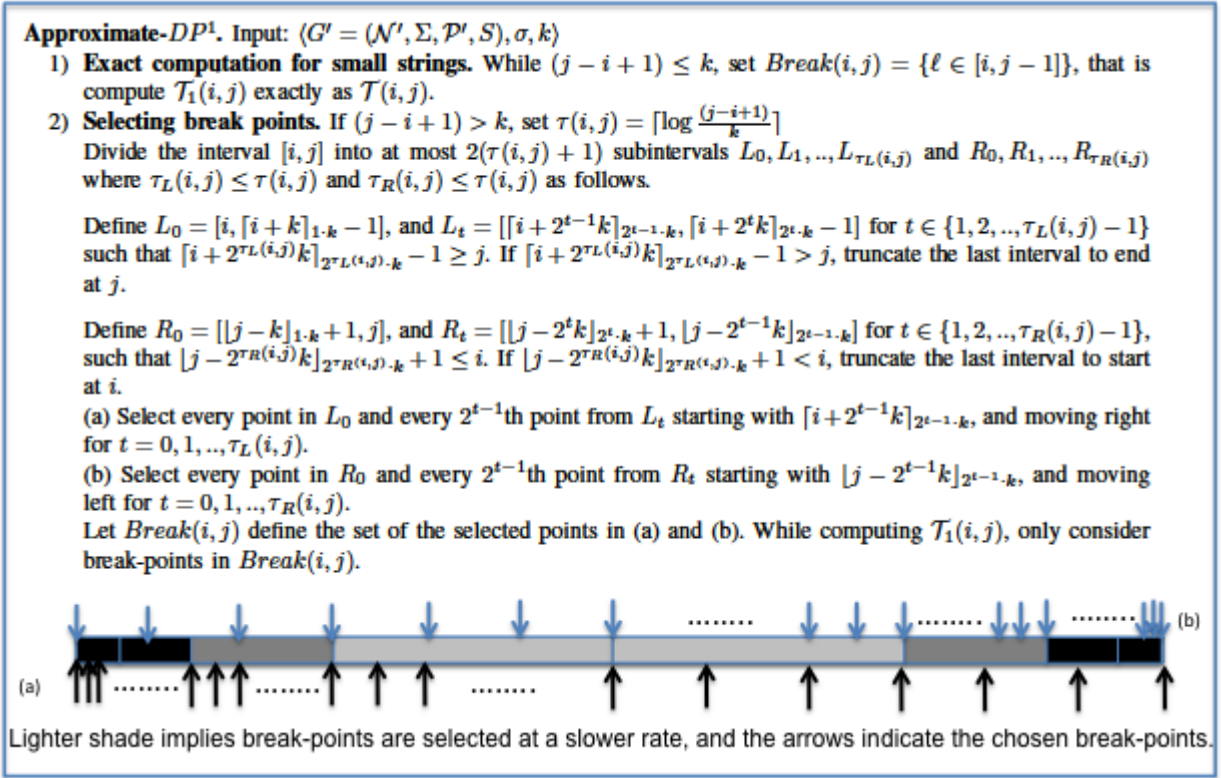 Approximate-DP¹. Input: ⟨G′ = (𝒩′, Σ, 𝒫′, S), σ, k⟩
1) Exact computation for small strings. While (j − i + 1) ≤ k, set Break(i, j) = {ℓ ∈ [i, j − 1]}, that is
compute 𝒯₁(i, j) exactly as 𝒯(i, j).
2) Selecting break points. If (j − i + 1) > k, set τ(i, j) = ⌈log (j−i+1)/k⌉
Divide the interval [i, j] into at most 2(τ(i, j) + 1) subintervals L₀, L₁, .., L_{τ_L(i,j)} and R₀, R₁, .., R_{τ_R(i,j)}
where τ_L(i, j) ≤ τ(i, j) and τ_R(i, j) ≤ τ(i, j) as follows.
Define L₀ = [i, ⌈i + k⌉_{1·k} − 1], and L_t = [⌈i + 2^{t−1}k⌉_{2^{t−1}·k}, ⌈i + 2^t k⌉_{2^t·k} − 1] for t ∈ {1, 2, .., τ_L(i, j) − 1}
such that ⌈i + 2^{τ_L(i,j)}k⌉_{2^{τ_L(i,j)}·k} − 1 ≥ j. If ⌈i + 2^{τ_L(i,j)}k⌉_{2^{τ_L(i,j)}·k} − 1 > j, truncate the last interval to end
at j.
Define R₀ = [⌊j − k⌋_{1·k} + 1, j], and R_t = [⌊j − 2^t k⌋_{2^t·k} + 1, ⌊j − 2^{t−1}k⌋_{2^{t−1}·k}] for t ∈ {1, 2, .., τ_R(i, j) − 1},
such that ⌊j − 2^{τ_R(i,j)}k⌋_{2^{τ_R(i,j)}·k} + 1 ≤ i. If ⌊j − 2^{τ_R(i,j)}k⌋_{2^{τ_R(i,j)}·k} + 1 < i, truncate the last interval to start
at i.
(a) Select every point in L₀ and every 2^{t−1}th point from L_t starting with ⌈i + 2^{t−1}k⌉_{2^{t−1}·k}, and moving right
for t = 0, 1, .., τ_L(i, j).
(b) Select every point in R₀ and every 2^{t−1}th point from R_t starting with ⌊j − 2^{t−1}k⌋_{2^{t−1}·k}, and moving
left for t = 0, 1, .., τ_R(i, j).
Let Break(i, j) define the set of the selected points in (a) and (b). While computing 𝒯₁(i, j), only consider
break-points in Break(i, j).
(b)
(a)
Lighter shade implies break-points are selected at a slower rate, and the arrows indicate the chosen break-points.